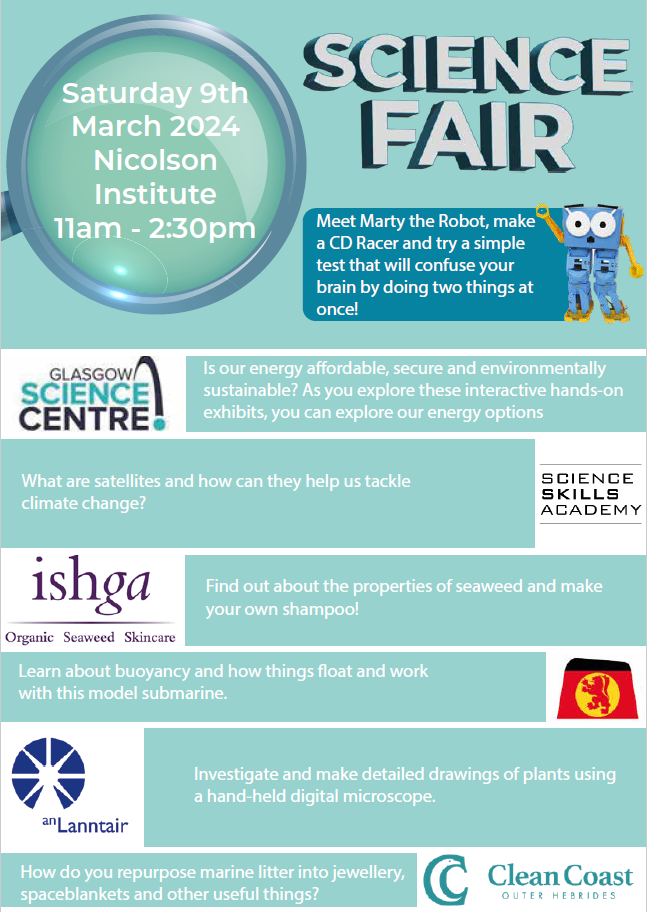 Saturday 9th
March 2024
Nicolson
Institute
11am - 2:30pm
SCIENCE
FAIR
Meet Marty the Robot, make
a CD Racer and try a simple
test that will confuse your
brain by doing two things at
once!
GLASGOW
SCIENCE
CENTRE!
Is our energy affordable, secure and environmentally
sustainable? As you explore these interactive hands-on
exhibits, you can explore our energy options
What are satellites and how can they help us tackle
climate change?
SCIENCE
SKILLS
ACADEMY
ishga
Organic Seaweed Skincare
Find out about the properties of seaweed and make
your own shampoo!
Learn about buoyancy and how things float and work
with this model submarine.
an Lanntair
Investigate and make detailed drawings of plants using
a hand-held digital microscope.
How do you repurpose marine litter into jewellery,
spaceblankets and other useful things?
Clean Coast
OUTER HEBRIDES